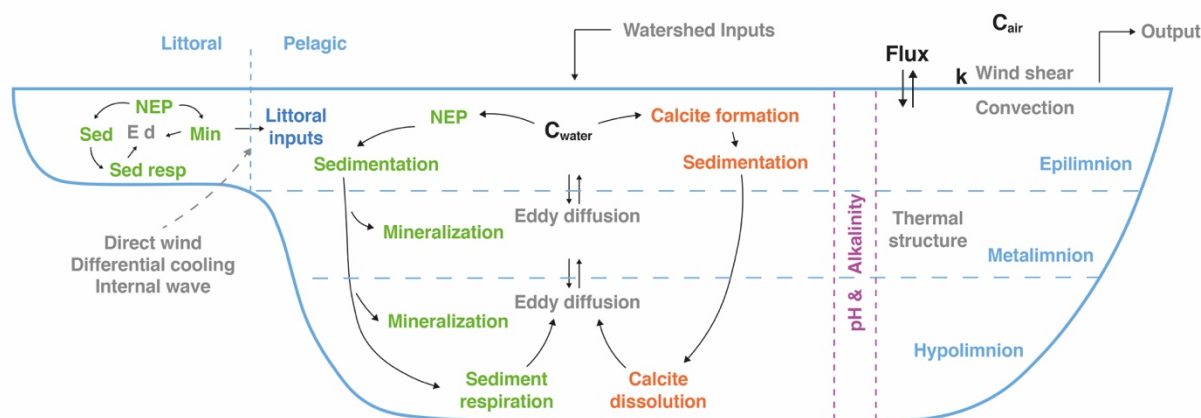 Littoral
Pelagic
Watershed Inputs
C air
Output
Flux
k
Wind shear
Convection
NEP
Sed
E d
Min
Sed resp
Littoral
inputs
NEP
C water
Calcite formation
Sedimentation
Sedimentation
Epilimnion
Eddy diffusion
Mineralization
Thermal
structure
Metalimnion
Direct wind
Differential cooling
Internal wave
pH & Alkalinity
Eddy diffusion
Mineralization
Hypolimnion
Sediment
respiration
Calcite
dissolution